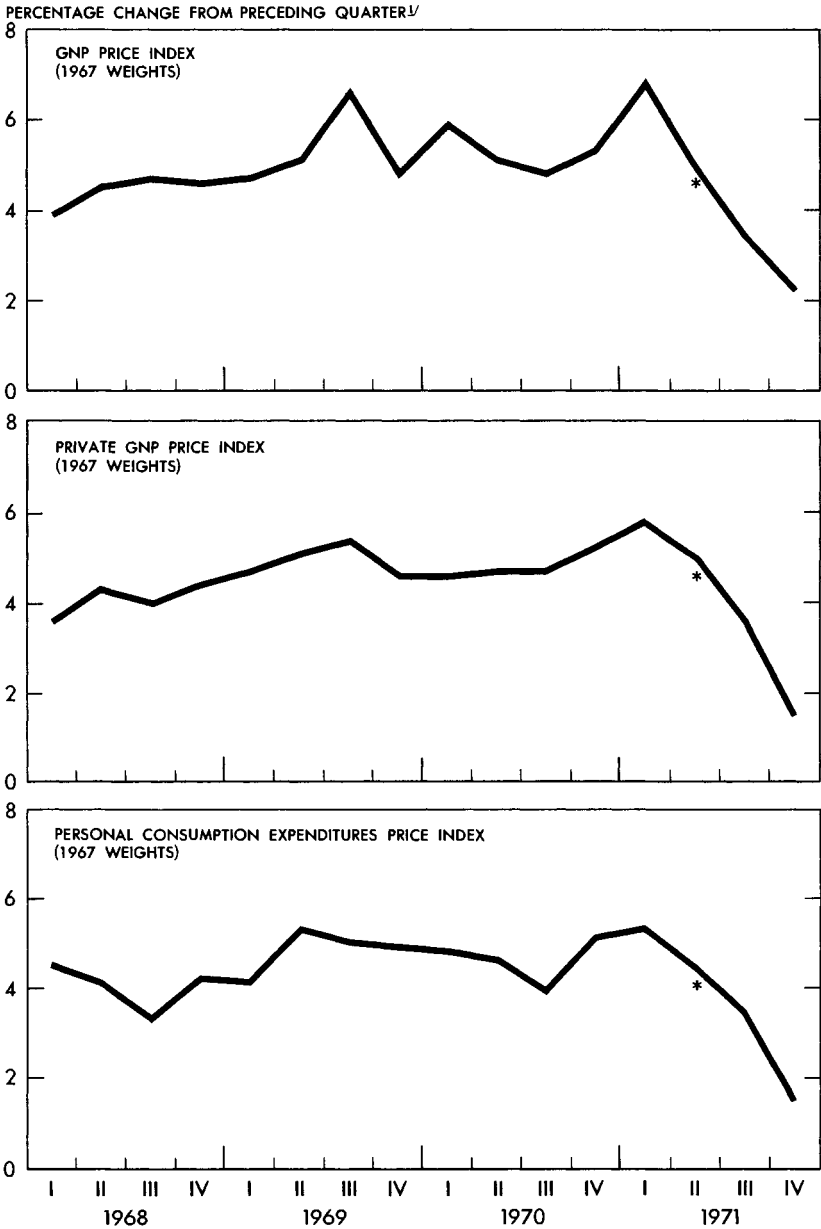 PERCENTAGE CHANGE FROM PRECEDING QUARTER 1/
8
GNP PRICE INDEX
(1967 WEIGHTS)
6
4
*
2
0
8
PRIVATE GNP PRICE INDEX
(1967 WEIGHTS)
6
4
*
2
0
8
PERSONAL CONSUMPTION EXPENDITURES PRICE INDEX
(1967 WEIGHTS)
6
4
*
2
0
I II III IV I II III IV I II III IV I II III IV
1968 1969 1970 1971